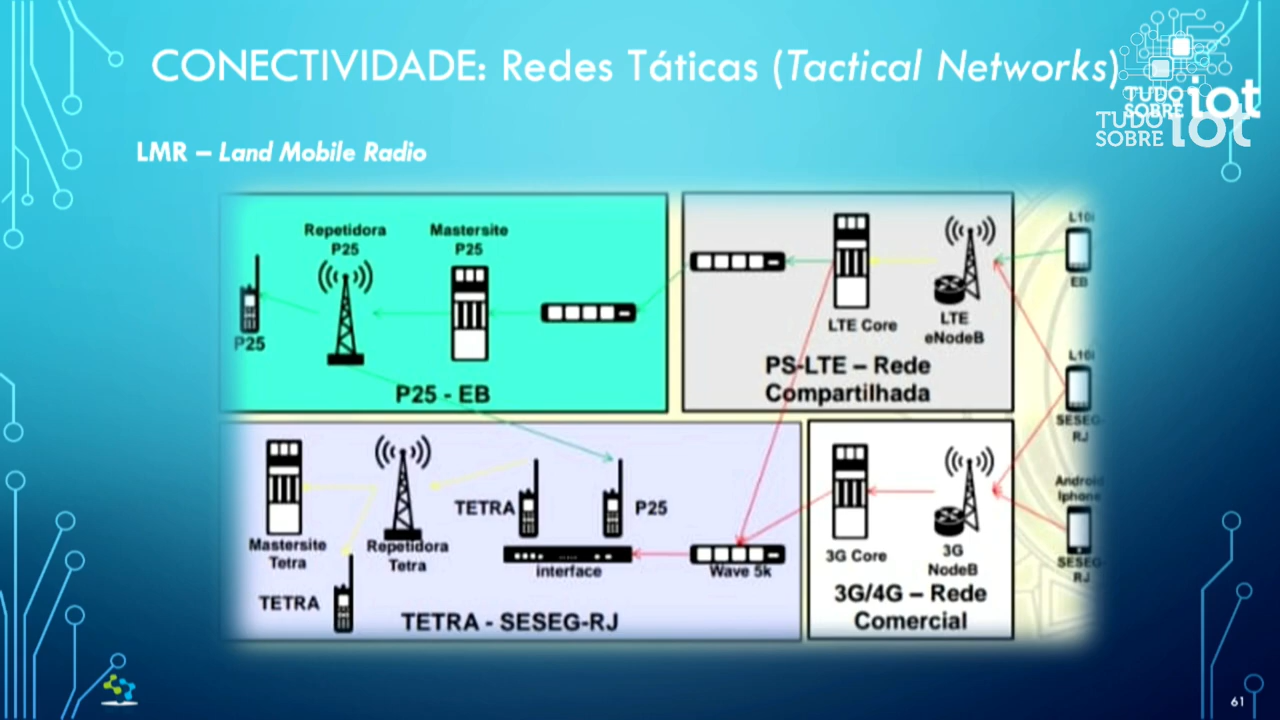 CONECTIVIDADE: Redes Táticas (Tactical Networks)
TUDO
SOBRE iot
TUDO
SOBRE iot
LMR – Land Mobile Radio
Repetidora
P25
Mastersite
P25
P25
P25 - EB
LTE Core
LTE
eNodeB
PS-LTE – Rede
Compartilhada
L10i
EB
L10i
SESEG-
RJ
Android
Iphone
SESEG-
RJ
Mastersite
Tetra
Repetidora
Tetra
TETRA
TETRA
P25
interface
Wave 5k
TETRA - SESEG-RJ
3G Core
3G
NodeB
3G/4G – Rede
Comercial
61